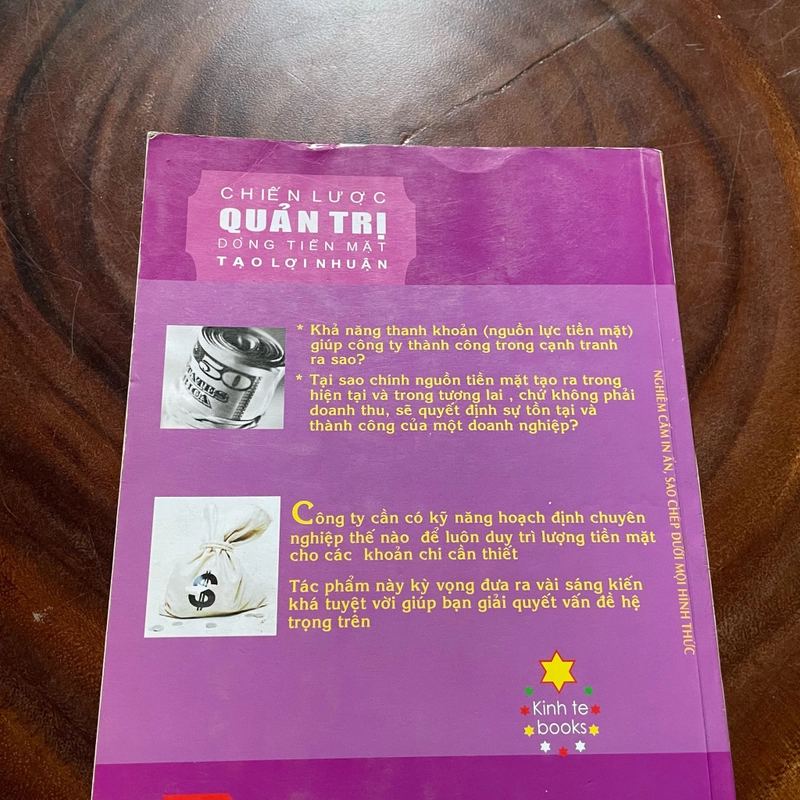 CHIẾN LƯỢC
QUẢN TRỊ
DÒNG TIỀN MẶT
TẠO LỢI NHUẬN
* Khả năng thanh khoản (nguồn lực tiền mặt)
giúp công ty thành công trong cạnh tranh
ra sao?
* Tại sao chính nguồn tiền mặt tạo ra trong
hiện tại và trong tương lai , chứ không phải
doanh thu, sẽ quyết định sự tồn tại và
thành công của một doanh nghiệp?
Công ty cần có kỹ năng hoạch định chuyên
nghiệp thế nào để luôn duy trì lượng tiền mặt
cho các khoản chi cần thiết
Tác phẩm này kỳ vọng đưa ra vài sáng kiến
khá tuyệt vời giúp bạn giải quyết vấn đề hệ
trọng trên
NGHIÊM CẤM IN ẤN, SAO CHÉP DƯỚI MỌI HÌNH THỨC
50
$
Kinh te
books